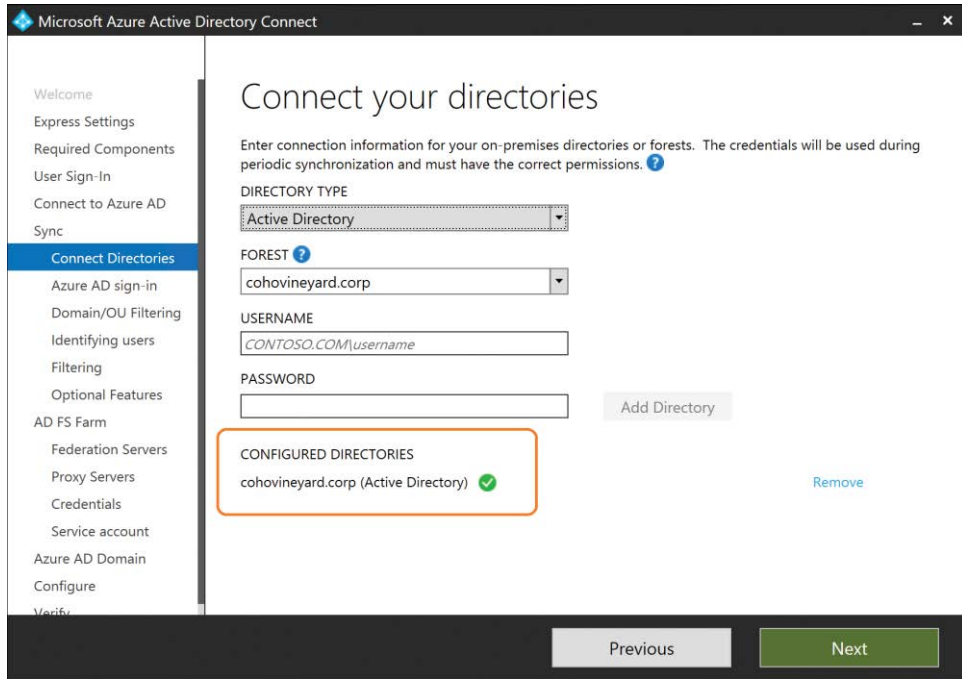 Microsoft Azure Active Directory Connect
Welcome
Express Settings
Required Components
User Sign-In
Connect to Azure AD
Sync
Connect Directories
Azure AD sign-in
Domain/OU Filtering
Identifying users
Filtering
Optional Features
AD FS Farm
Federation Servers
Proxy Servers
Credentials
Service account
Azure AD Domain
Configure
Verify
Connect your directories
Enter connection information for your on-premises directories or forests. The credentials will be used during
periodic synchronization and must have the correct permissions. ?
DIRECTORY TYPE
Active Directory
FOREST ?
cohovineyard.corp
USERNAME
CONTOSO.COM\username
PASSWORD
Add Directory
CONFIGURED DIRECTORIES
cohovineyard.corp (Active Directory)
Remove
Previous
Next